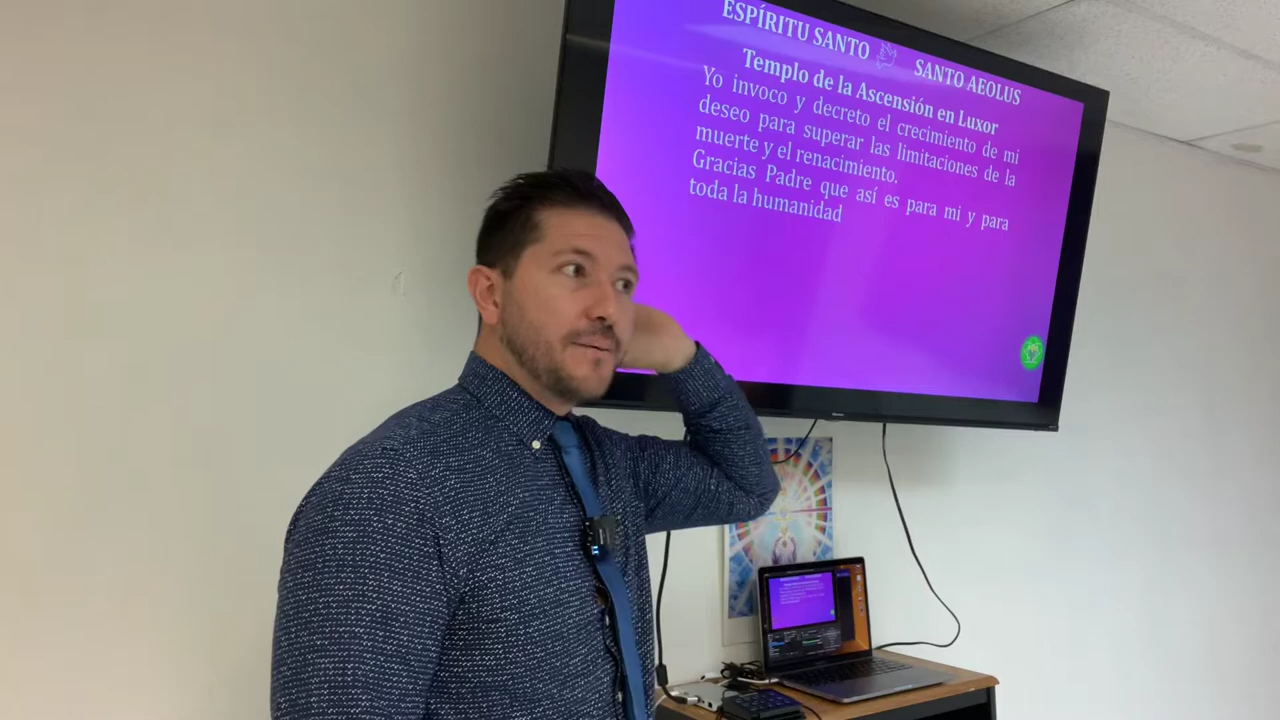 ESPÍRITU SANTO SANTO AEOLUS
Templo de la Ascensión en Luxor
Yo invoco y decreto el crecimiento de mi
deseo para superar las limitaciones de la
muerte y el renacimiento.
Gracias Padre que así es para mi y para
toda la humanidad